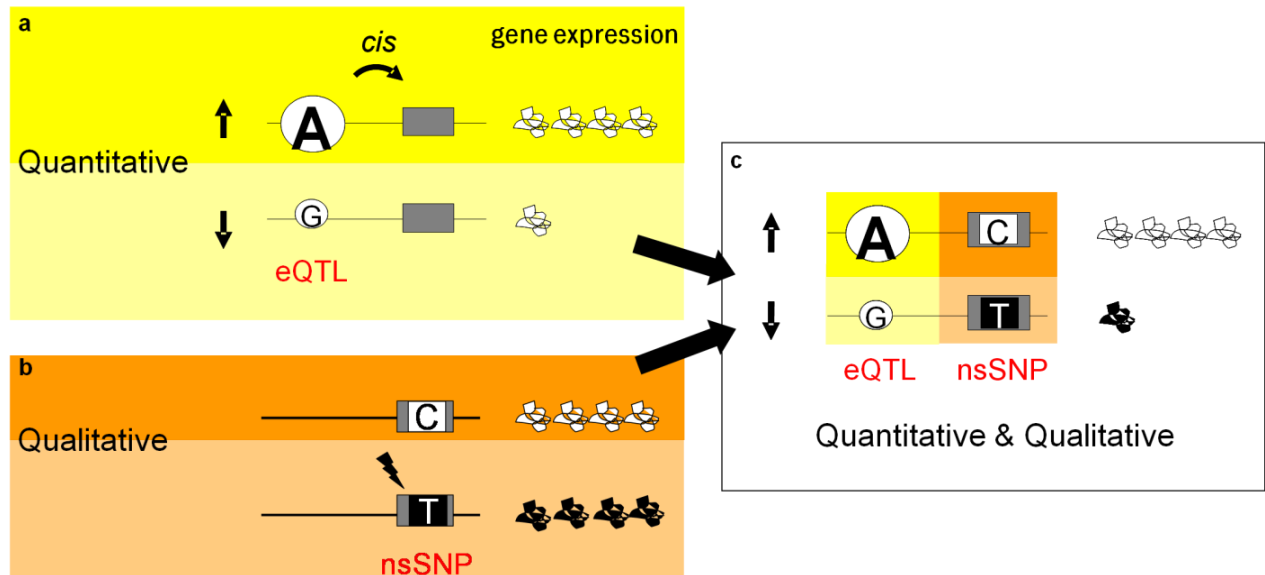 a
cis
gene expression
A
Quantitative
G
eQTL
b
C
Qualitative
T
nsSNP
c
A
C
G
T
eQTL nsSNP
Quantitative & Qualitative